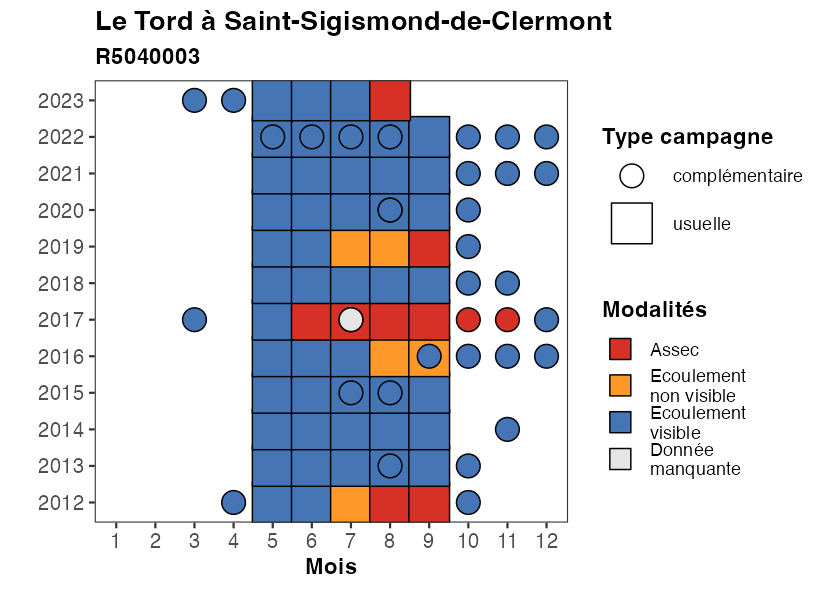 Le Tord à Saint-Sigismond-de-Clermont
R5040003
2023
2022
2021
2020
2019
2018
2017
2016
2015
2014
2013
2012
1 2 3 4 5 6 7 8 9 10 11 12
Mois
Type campagne
complémentaire
usuelle
Modalités
Assec
Ecoulement
non visible
Ecoulement
visible
Donnée
manquante